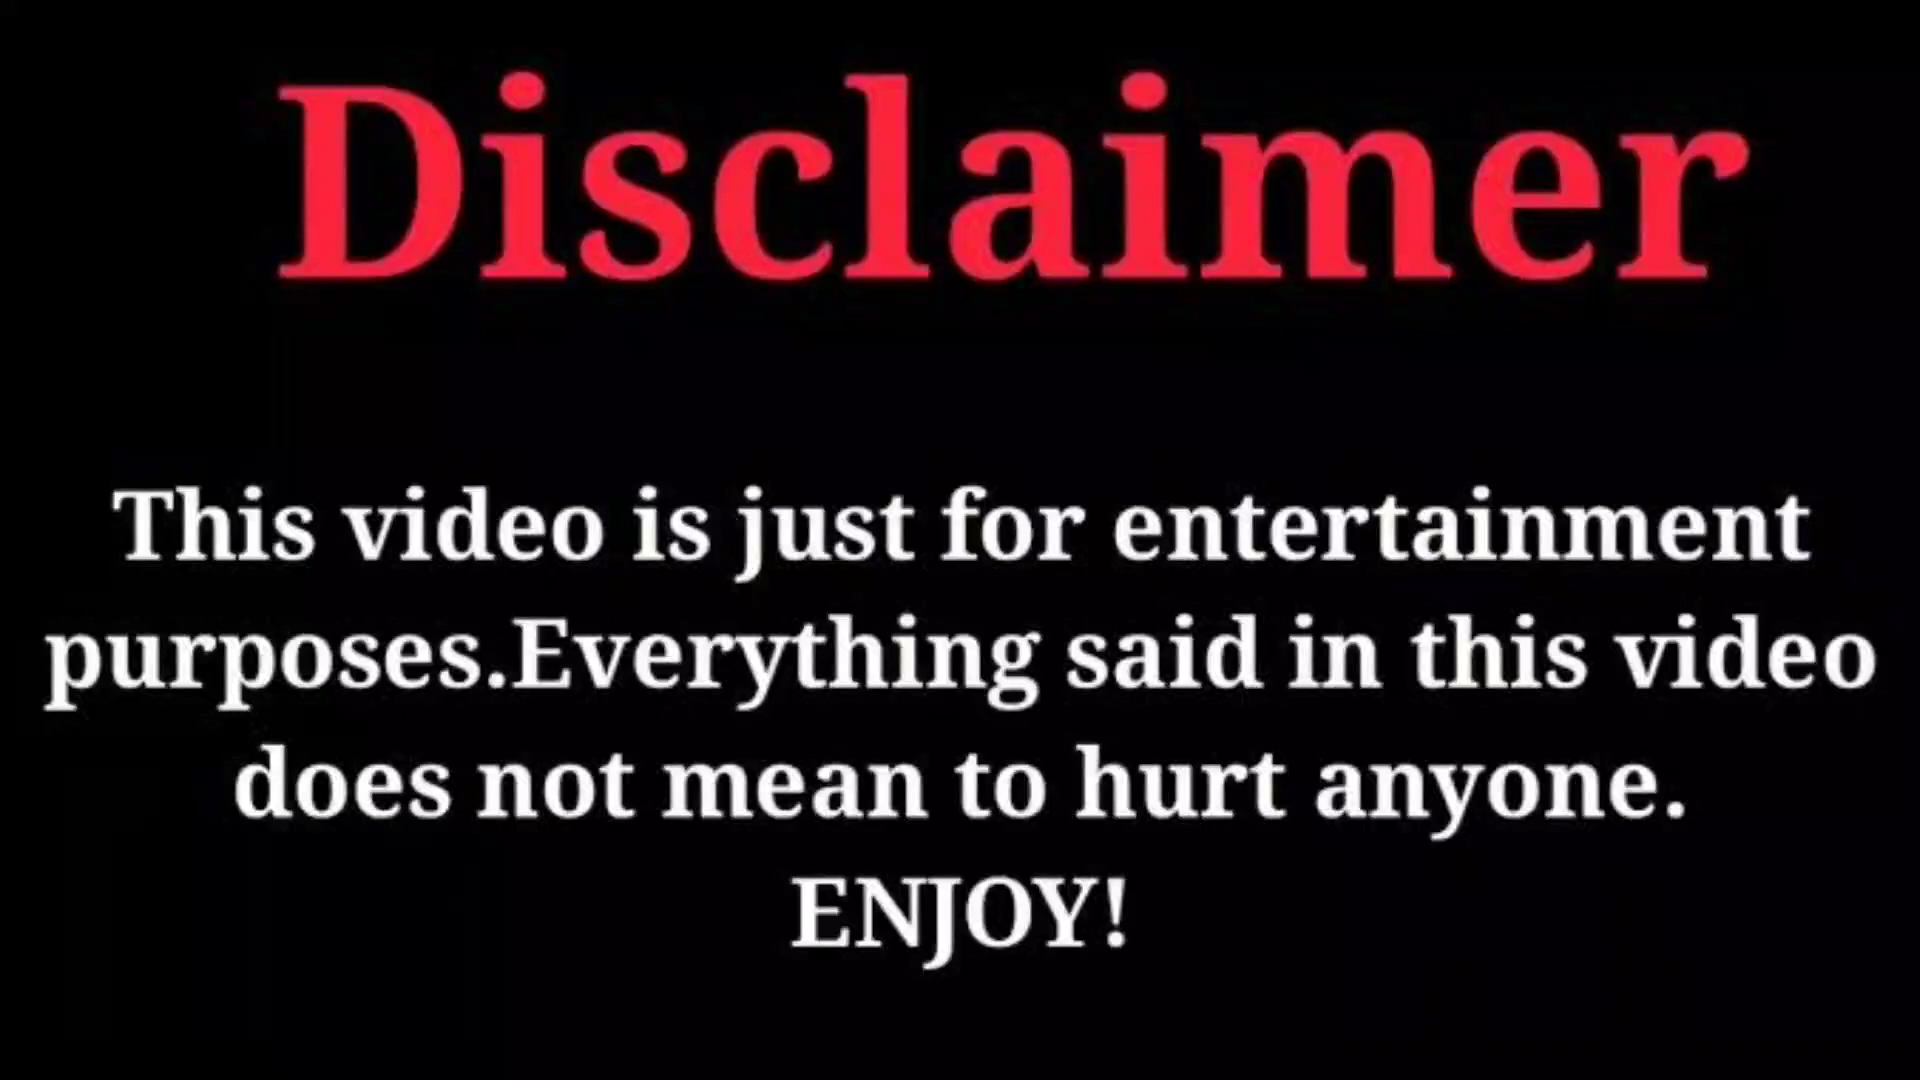 Disclaimer
This video is just for entertainment
purposes.Everything said in this video
does not mean to hurt anyone.
ENJOY!